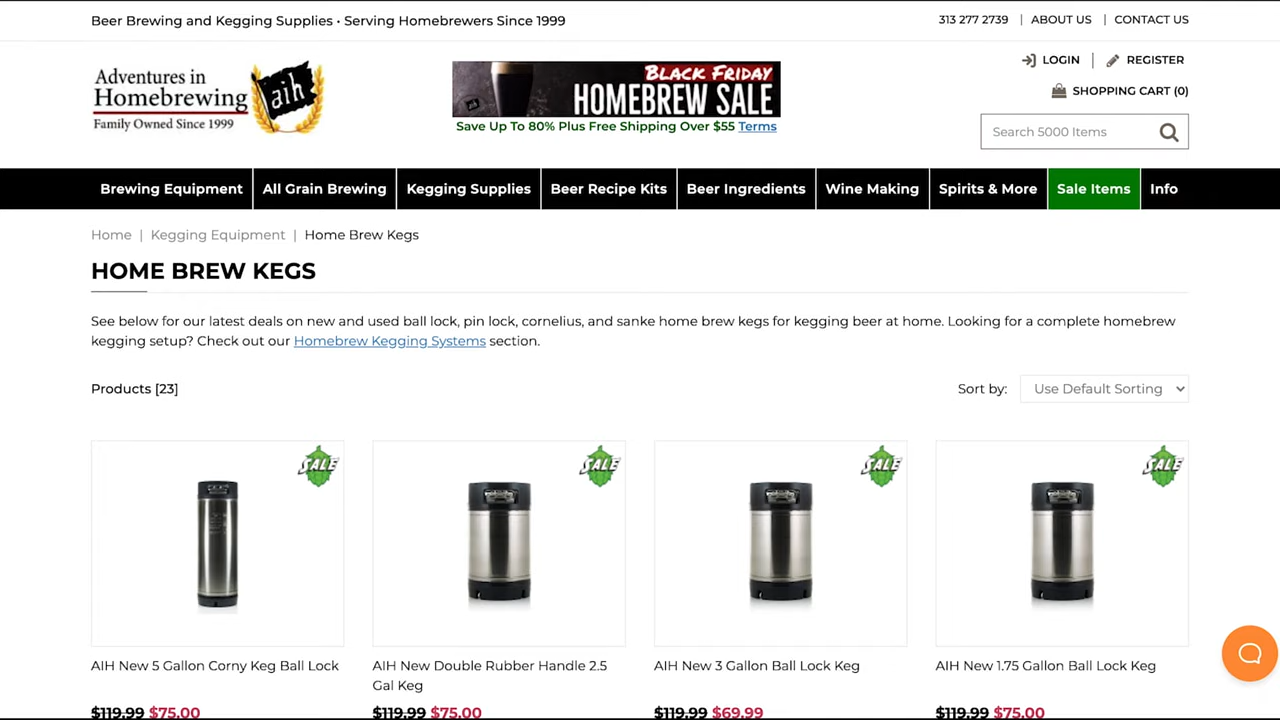 Beer Brewing and Kegging Supplies • Serving Homebrewers Since 1999
313 277 2739 | ABOUT US | CONTACT US
Adventures in
Homebrewing
Family Owned Since 1999
aih
BLACK FRIDAY
HOMEBREW SALE
Save Up To 80% Plus Free Shipping Over $55 Terms
LOGIN | REGISTER
SHOPPING CART (0)
Search 5000 Items
Brewing Equipment
All Grain Brewing
Kegging Supplies
Beer Recipe Kits
Beer Ingredients
Wine Making
Spirits & More
Sale Items
Info
Home | Kegging Equipment | Home Brew Kegs
HOME BREW KEGS
See below for our latest deals on new and used ball lock, pin lock, cornelius, and sanke home brew kegs for kegging beer at home. Looking for a complete homebrew
kegging setup? Check out our Homebrew Kegging Systems section.
Products [23]
Sort by: Use Default Sorting
SALE
SALE
SALE
SALE
AIH New 5 Gallon Corny Keg Ball Lock
$119.99 $75.00
AIH New Double Rubber Handle 2.5
Gal Keg
$119.99 $75.00
AIH New 3 Gallon Ball Lock Keg
$119.99 $69.99
AIH New 1.75 Gallon Ball Lock Keg
$119.99 $75.00